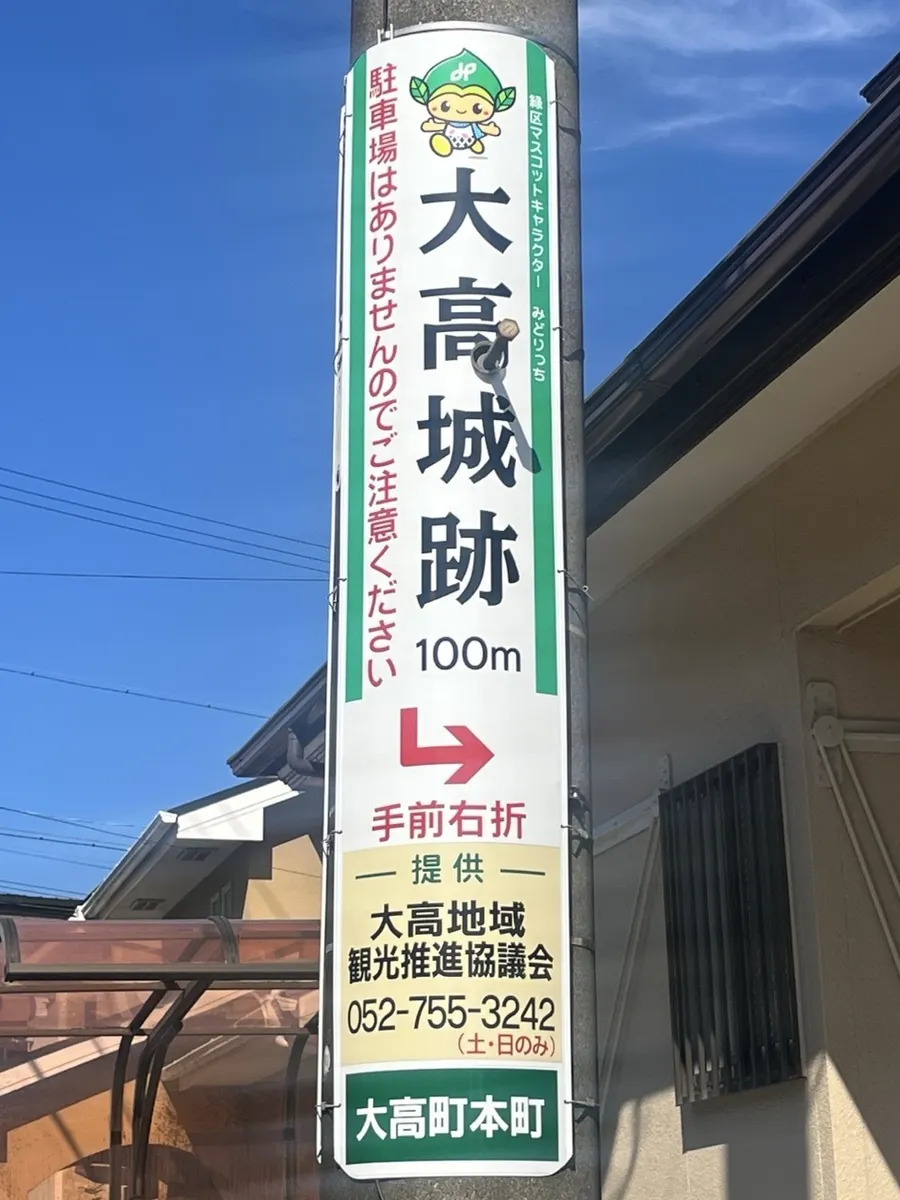 緑区マスコットキャラクター みどりっち
大高城跡
100m
駐車場はありませんのでご注意ください
手前右折
提供
大高地域
観光推進協議会
052-755-3242
(土・日のみ)
大高町本町